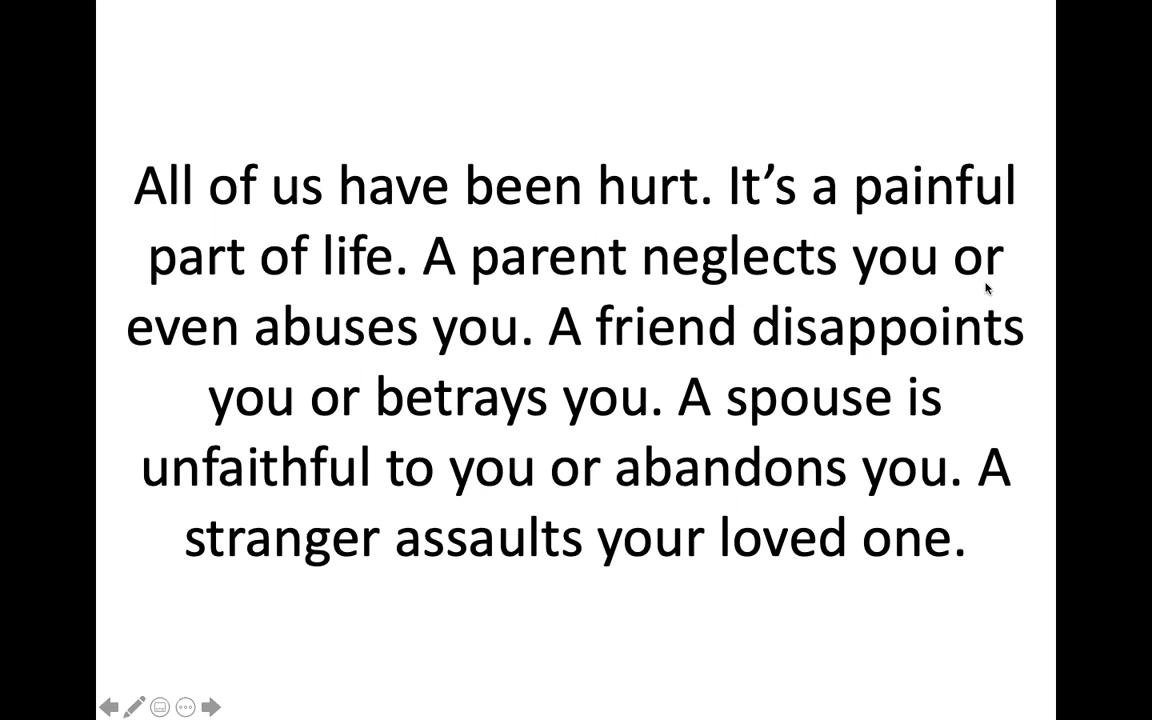 All of us have been hurt. It’s a painful
part of life. A parent neglects you or
even abuses you. A friend disappoints
you or betrays you. A spouse is
unfaithful to you or abandons you. A
stranger assaults your loved one.